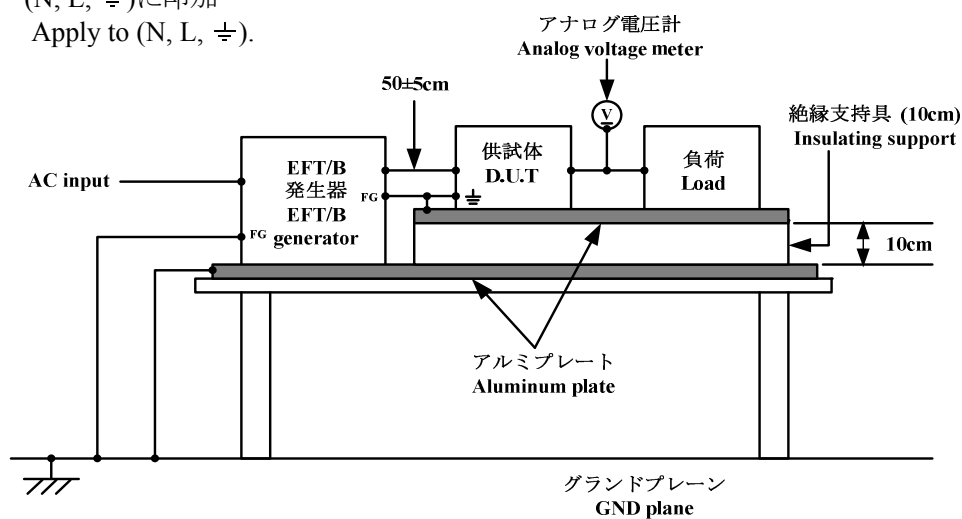 (N, L, ⏚)に印加
Apply to (N, L, ⏚).
アナログ電圧計
Analog voltage meter
50±5cm
V
絶縁支持具 (10cm)
Insulating support
AC input
EFT/B
発生器
EFT/B
generator
FG
FG
供試体
D.U.T
負荷
Load
10cm
アルミプレート
Aluminum plate
グランドプレーン
GND plane